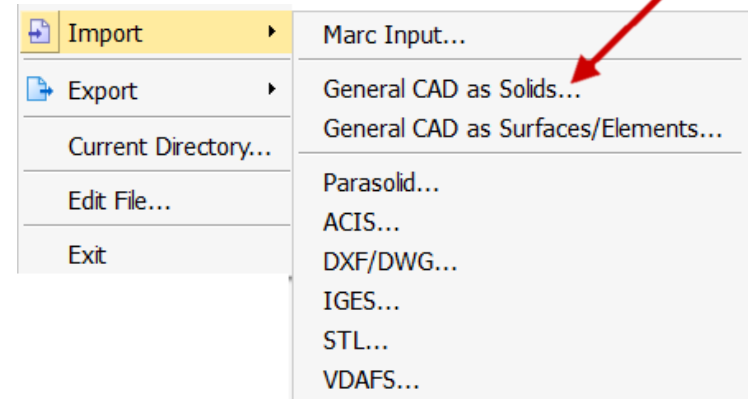 Import
Export
Current Directory...
Edit File...
Exit
Marc Input...
General CAD as Solids...
General CAD as Surfaces/Elements...
Parasolid...
ACIS...
DXF/DWG...
IGES...
STL...
VDAFS...